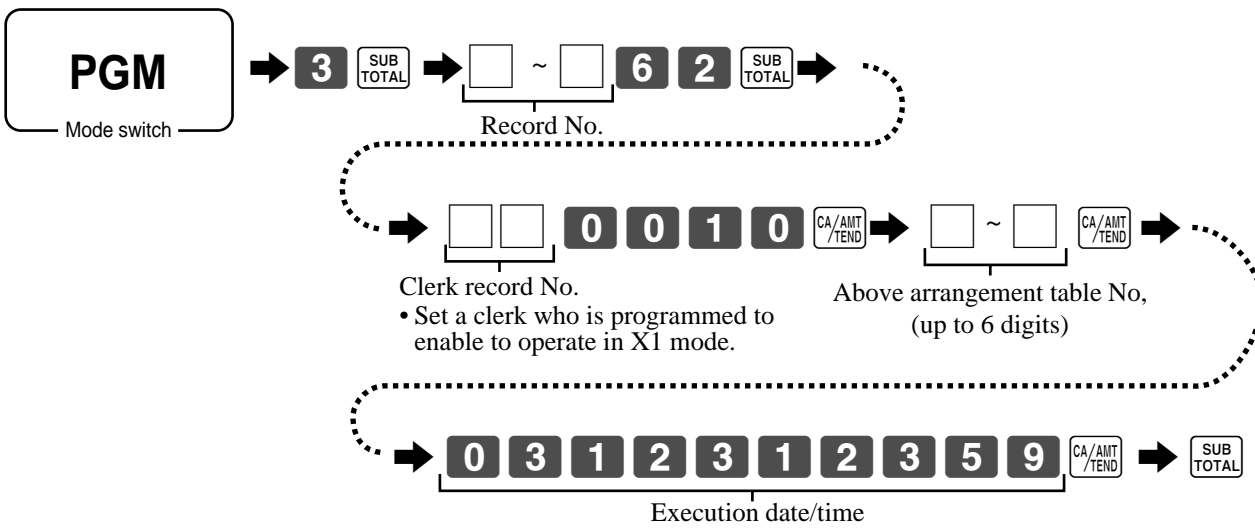 PGM
Mode switch
3 SUB TOTAL ~ 6 2 SUB TOTAL
Record No.
0 0 1 0 CA/AMT /TEND ~ CA/AMT /TEND
Clerk record No.
• Set a clerk who is programmed to
enable to operate in X1 mode.
Above arrangement table No,
(up to 6 digits)
0 3 1 2 3 1 2 3 5 9 CA/AMT /TEND SUB TOTAL
Execution date/time